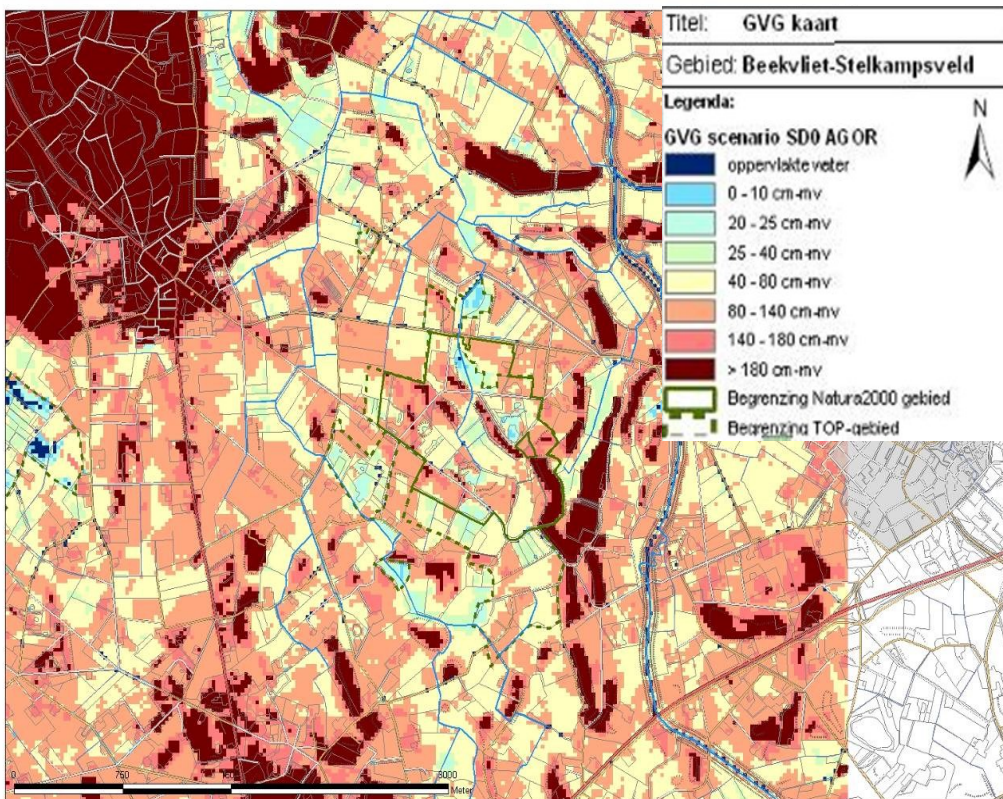 Titel: GVG kaart
Gebied: Beekvliet-Stelkampsveld
Legenda:
N
GVG scenario SD0 AGOR
oppervlakte water
0 - 10 cm-mv
20 - 25 cm-mv
25 - 40 cm-mv
40 - 80 cm-mv
80 - 140 cm-mv
140 - 180 cm-mv
> 180 cm-mv
Begrenzing Natura2000 gebied
Begrenzing TOP-gebied
0 750 3000
Meter